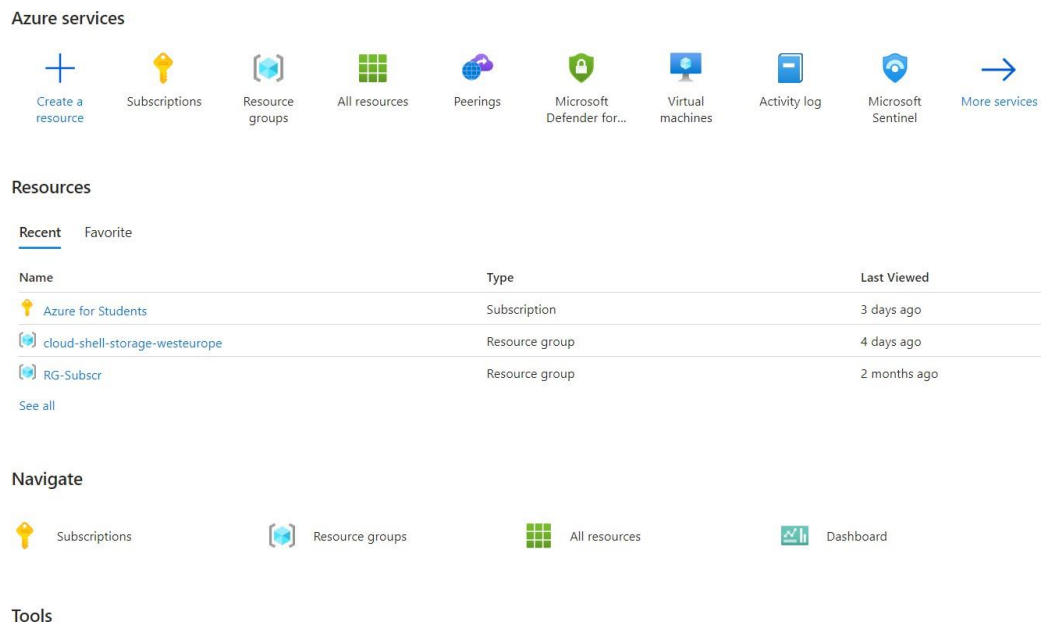 Azure services
Create a
resource
Subscriptions
Resource
groups
All resources
Peerings
Microsoft
Defender for...
Virtual
machines
Activity log
Microsoft
Sentinel
More services
Resources
Recent Favorite
Name Type Last Viewed
Azure for Students Subscription 3 days ago
cloud-shell-storage-westeurope Resource group 4 days ago
RG-Subscr Resource group 2 months ago
See all
Navigate
Subscriptions Resource groups All resources Dashboard
Tools